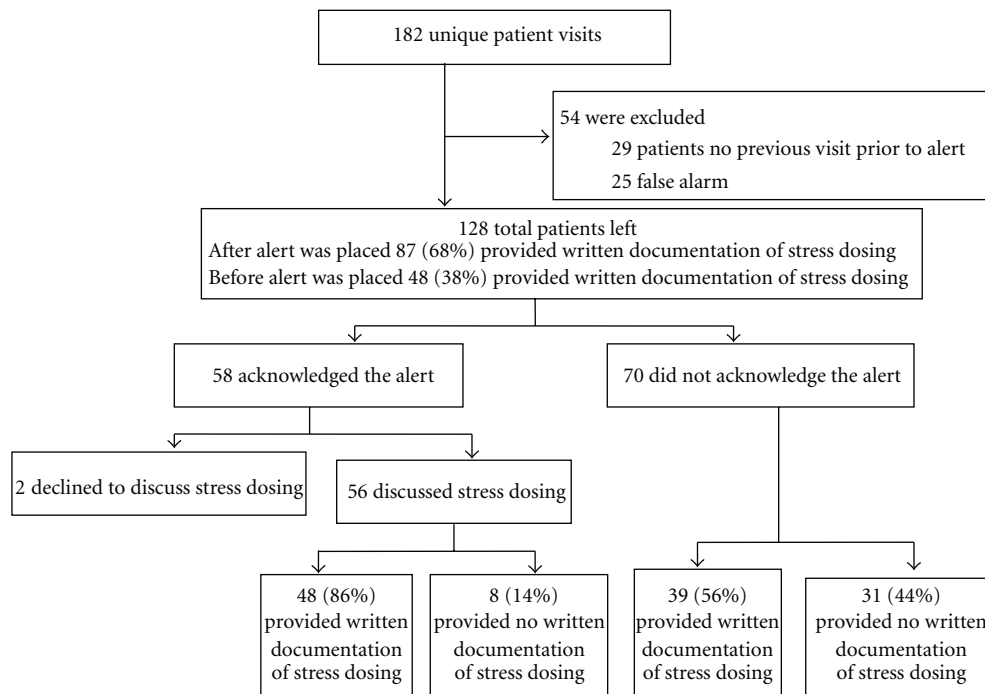 182 unique patient visits
54 were excluded
29 patients no previous visit prior to alert
25 false alarm
128 total patients left
After alert was placed 87 (68%) provided written documentation of stress dosing
Before alert was placed 48 (38%) provided written documentation of stress dosing
58 acknowledged the alert
70 did not acknowledge the alert
2 declined to discuss stress dosing
56 discussed stress dosing
48 (86%)
provided written
documentation
of stress dosing
8 (14%)
provided no written
documentation
of stress dosing
39 (56%)
provided written
documentation
of stress dosing
31 (44%)
provided no written
documentation
of stress dosing